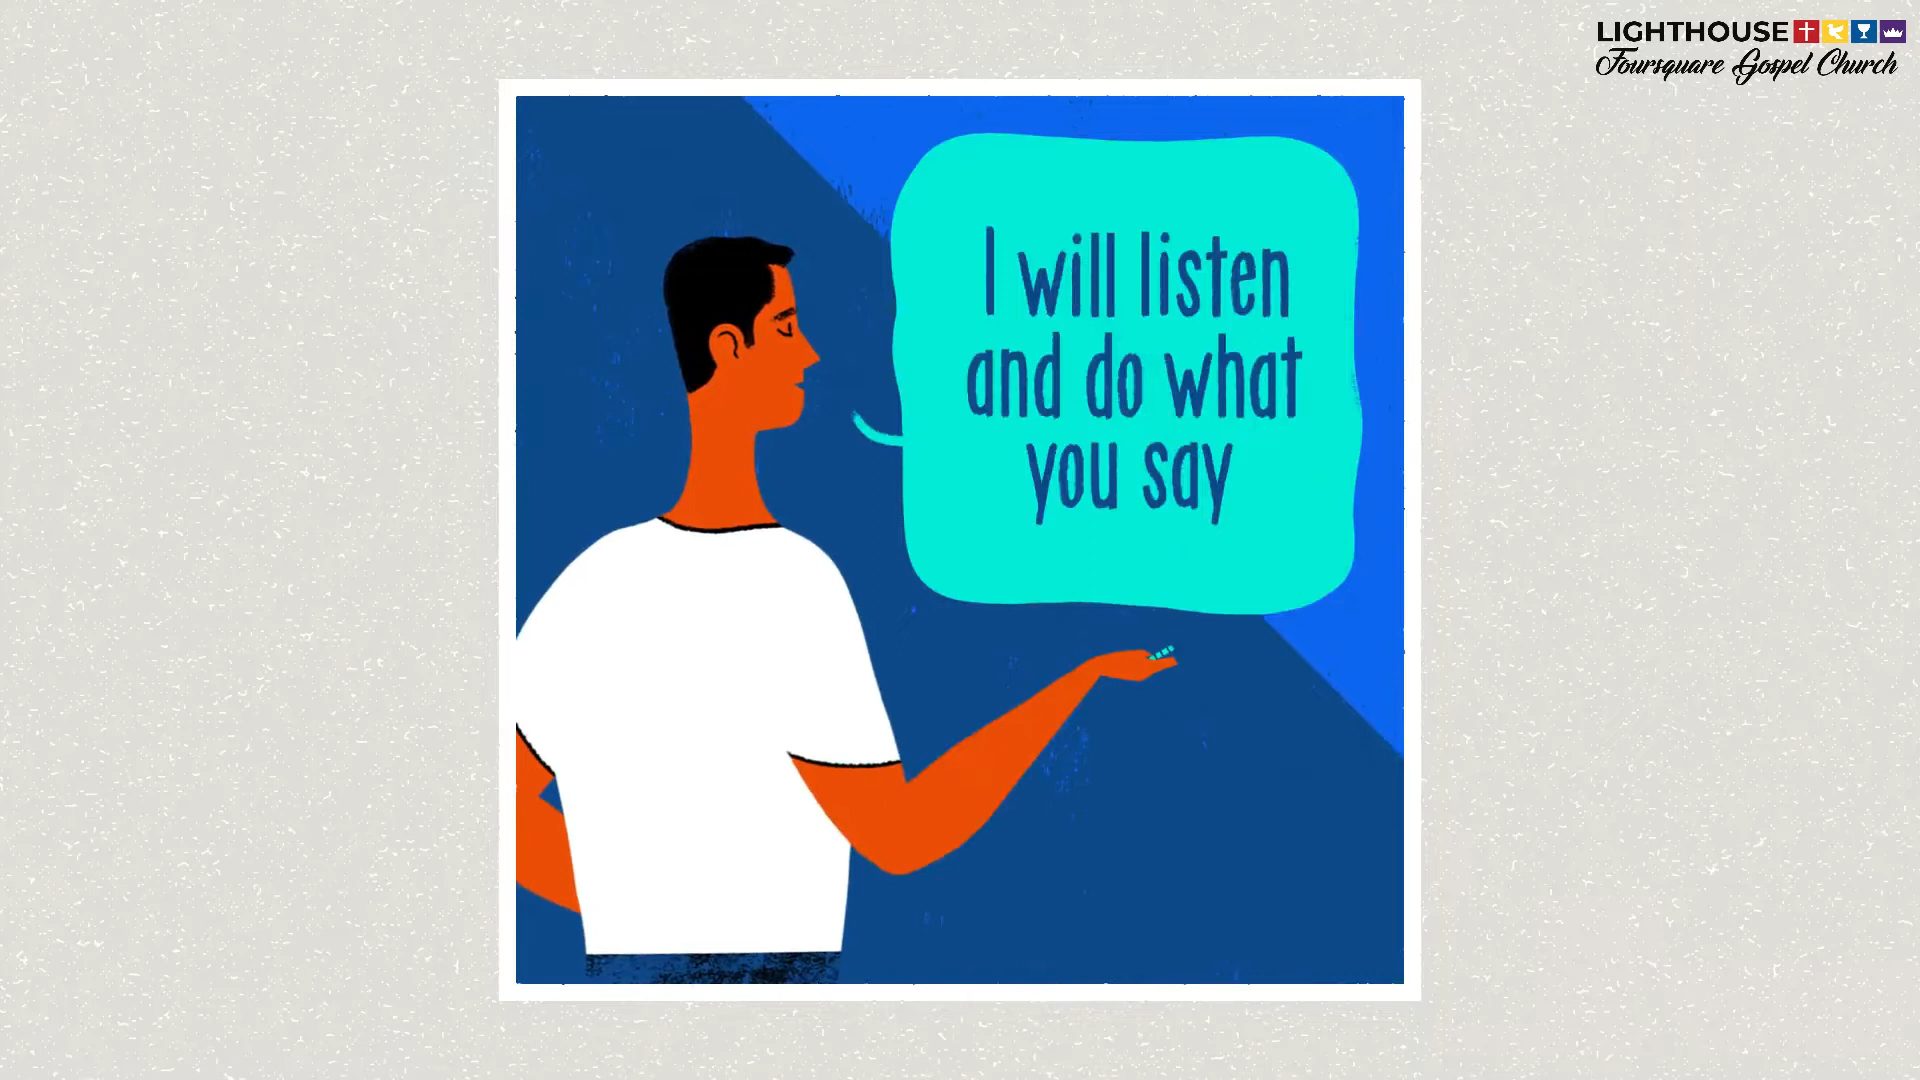 LIGHTHOUSE
Foursquare Gospel Church
I will listen
and do what
you say